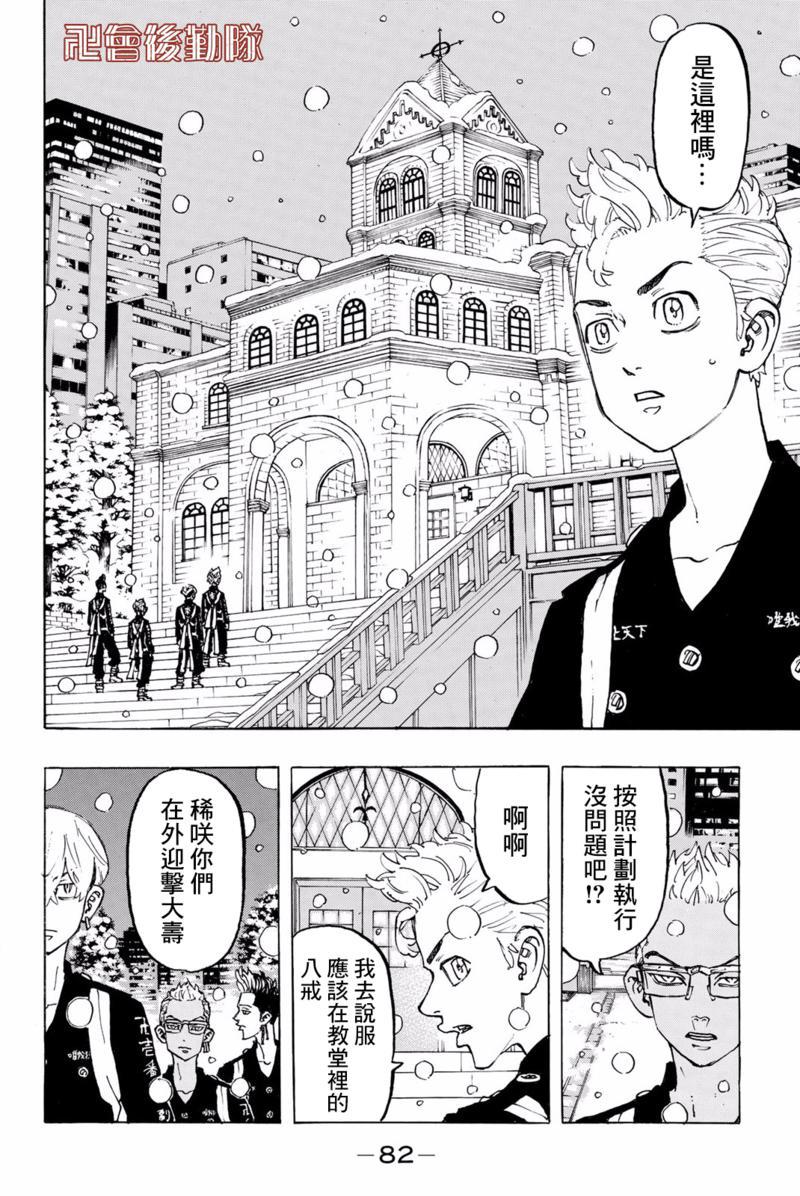 卍會後勤隊
是這裡嗎…
上天下
唯我
按照計劃執行
沒問題吧!?
啊啊
我去說服
應該在教堂裡的
八戒
稀咲你們
在外迎擊大壽
壱番
－82－